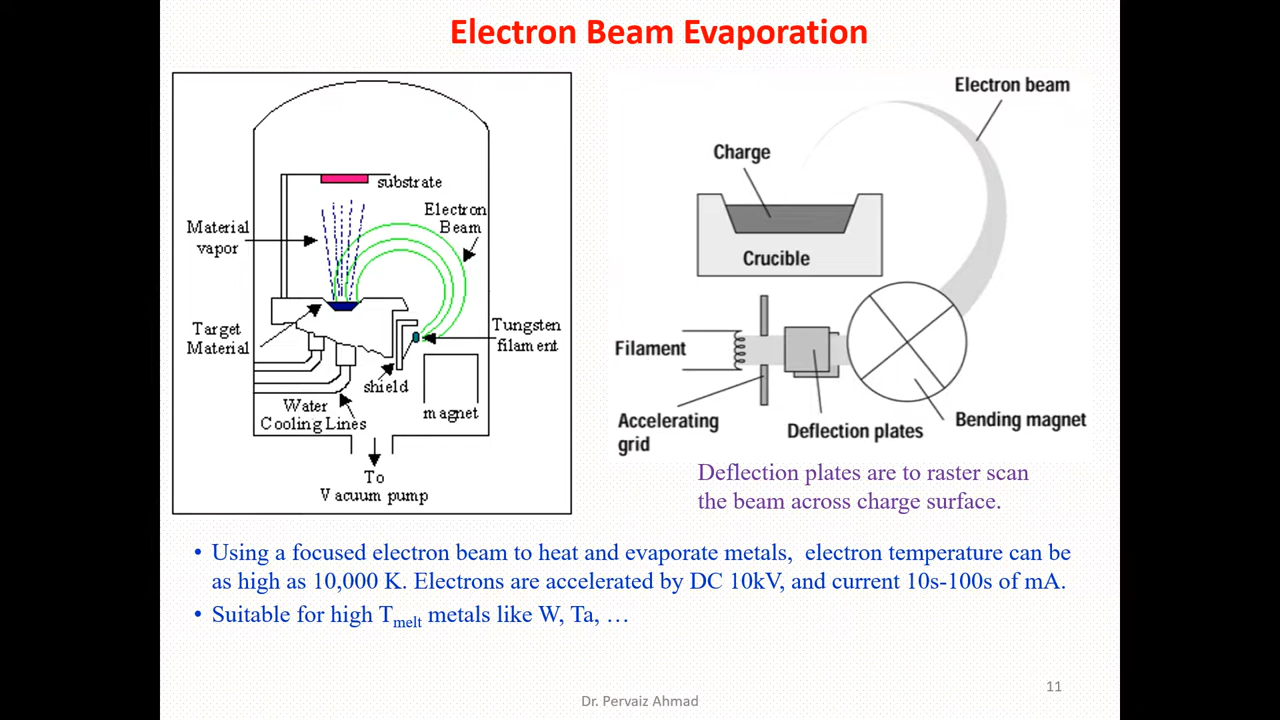 Electron Beam Evaporation
substrate
Electron
Beam
Material
vapor
Target
Material
Tungsten
filament
shield
magnet
Water
Cooling Lines
To
Vacuum pump
Electron beam
Charge
Crucible
Filament
Accelerating
grid
Deflection plates
Bending magnet
Deflection plates are to raster scan
the beam across charge surface.
• Using a focused electron beam to heat and evaporate metals, electron temperature can be
as high as 10,000 K. Electrons are accelerated by DC 10kV, and current 10s-100s of mA.
• Suitable for high Tmelt metals like W, Ta, …
Dr. Pervaiz Ahmad
11